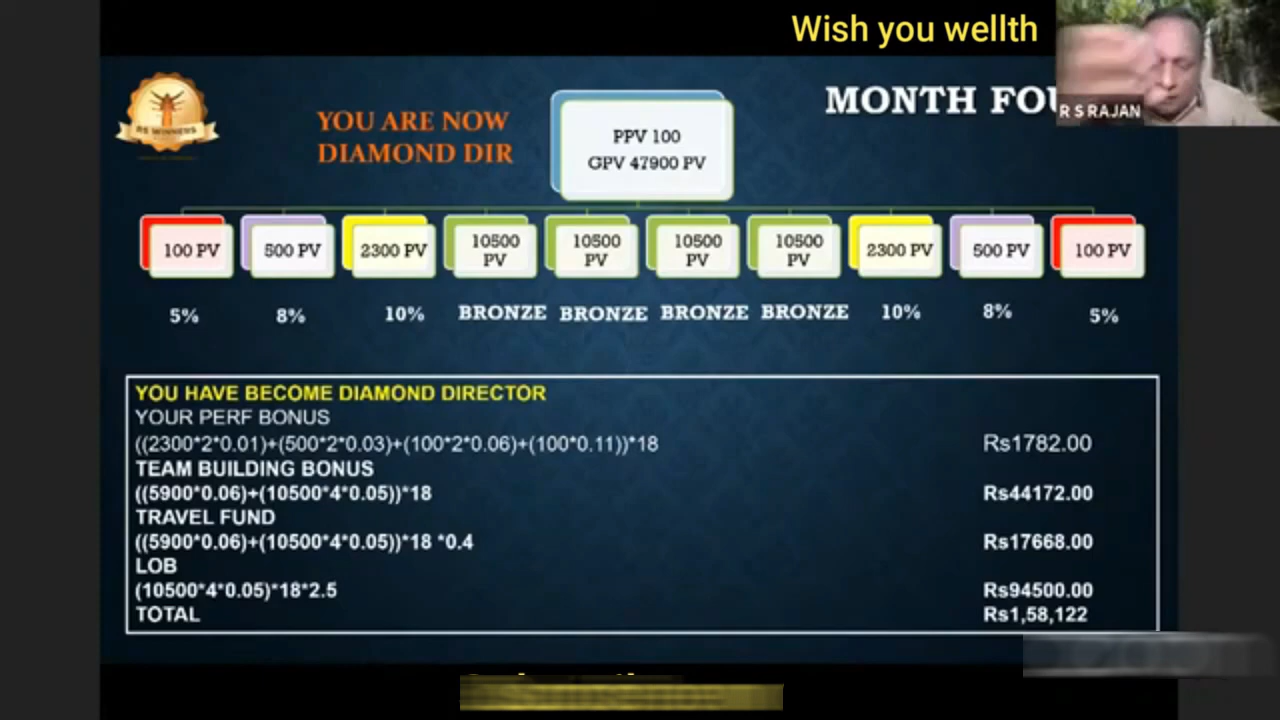 Wish you wellth
R S RAJAN
RS WINNERS
YOU ARE NOW
DIAMOND DIR
MONTH FOU
PPV 100
GPV 47900 PV
100 PV
500 PV
2300 PV
10500
PV
10500
PV
10500
PV
10500
PV
2300 PV
500 PV
100 PV
5%
8%
10%
BRONZE
BRONZE
BRONZE
BRONZE
10%
8%
5%
YOU HAVE BECOME DIAMOND DIRECTOR
YOUR PERF BONUS
((2300*2*0.01)+(500*2*0.03)+(100*2*0.06)+(100*0.11))*18 Rs1782.00
TEAM BUILDING BONUS
((5900*0.06)+(10500*4*0.05))*18 Rs44172.00
TRAVEL FUND
((5900*0.06)+(10500*4*0.05))*18 *0.4 Rs17668.00
LOB
(10500*4*0.05)*18*2.5 Rs94500.00
TOTAL Rs1,58,122